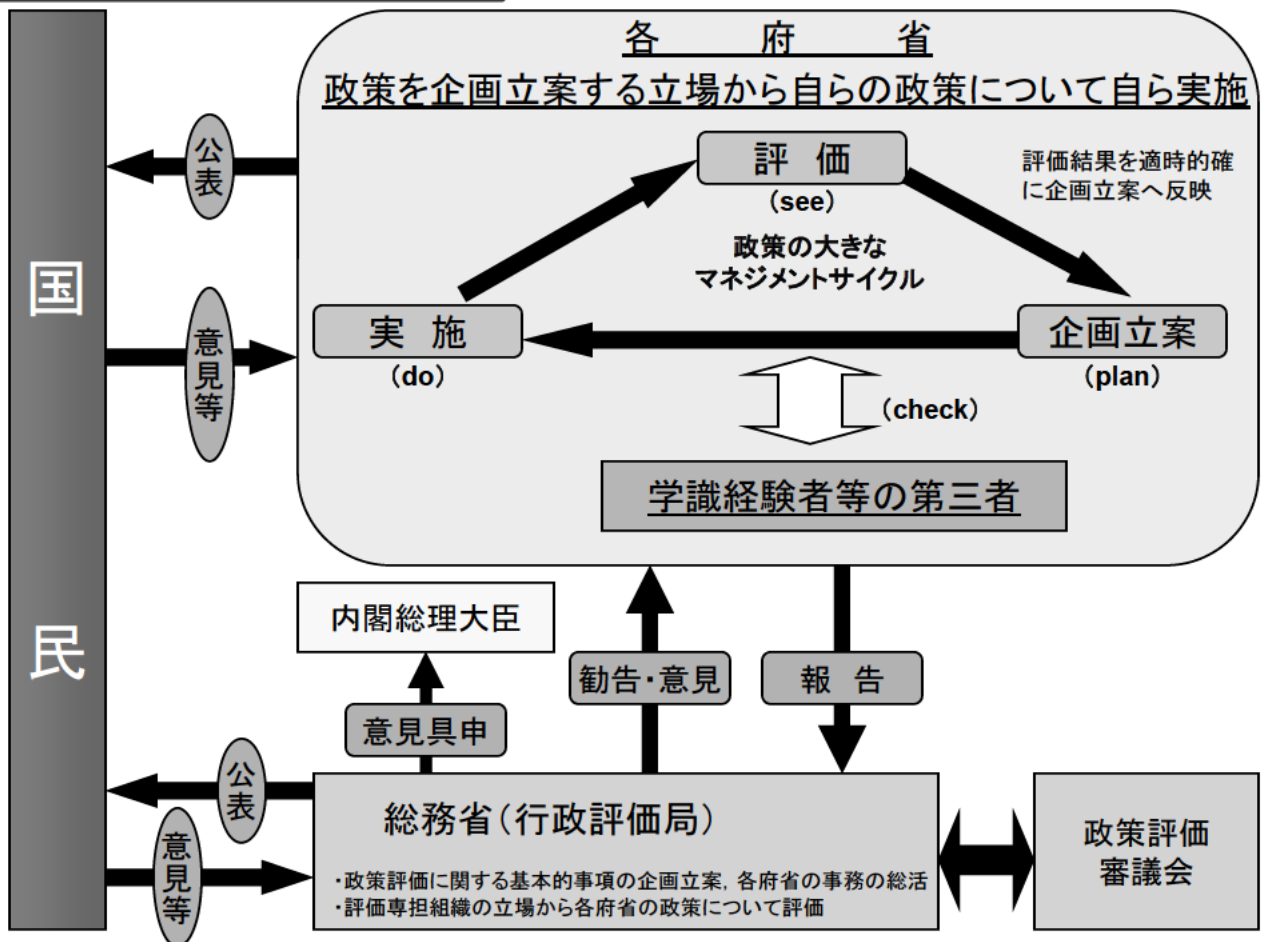 各 府 省
政策を企画立案する立場から自らの政策について自ら実施
公表
評 価
(see)
評価結果を適時的確
に企画立案へ反映
政策の大きな
マネジメントサイクル
国民
意見等
実 施
(do)
企画立案
(plan)
(check)
学識経験者等の第三者
内閣総理大臣
勧告・意見
報 告
意見具申
公表
意見等
総務省(行政評価局)
・政策評価に関する基本的事項の企画立案,各府省の事務の総活
・評価専担組織の立場から各府省の政策について評価
政策評価
審議会